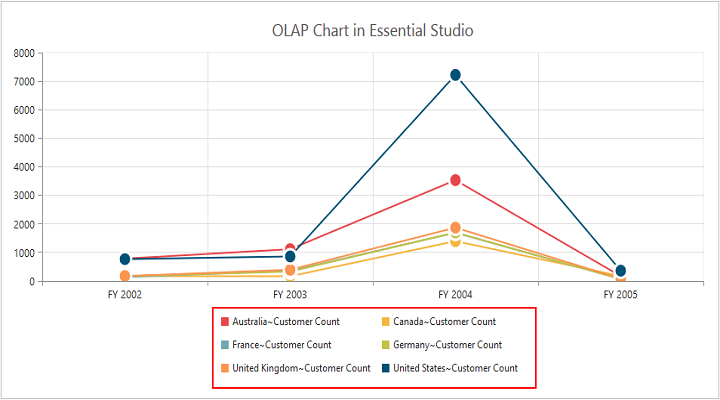 OLAP Chart in Essential Studio
8000
7000
6000
5000
4000
3000
2000
1000
0
FY 2002 FY 2003 FY 2004 FY 2005
Australia~Customer Count Canada~Customer Count
France~Customer Count Germany~Customer Count
United Kingdom~Customer Count United States~Customer Count